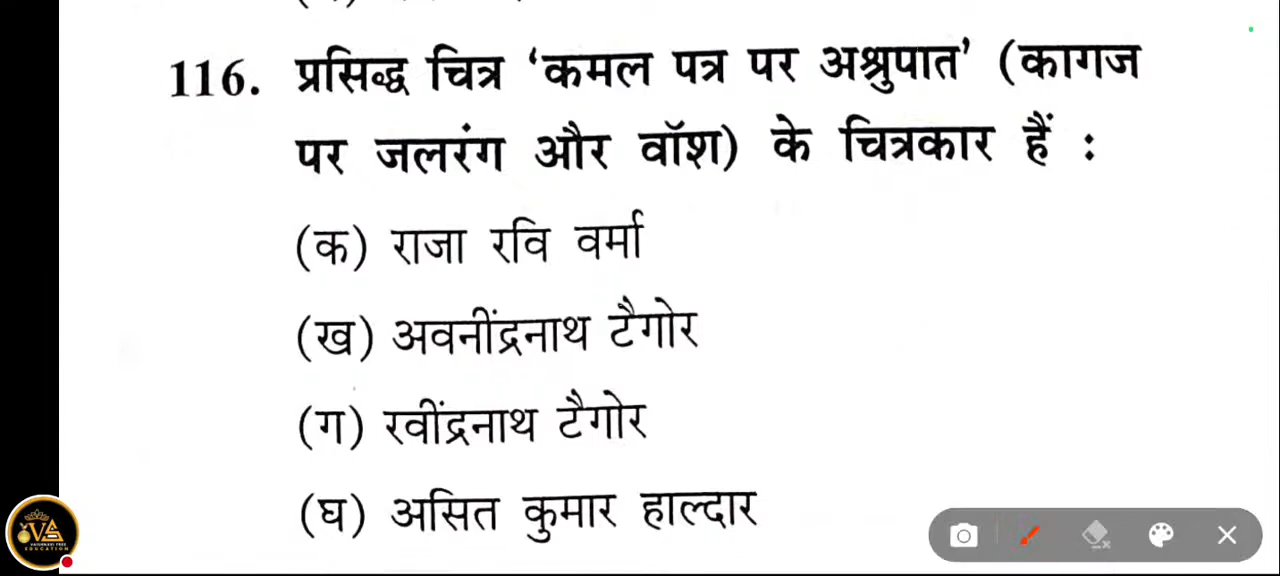 116. प्रसिद्ध चित्र 'कमल पत्र पर अश्रुपात' (कागज
पर जलरंग और वॉश) के चित्रकार हैं :
(क) राजा रवि वर्मा
(ख) अवनींद्रनाथ टैगोर
(ग) रवींद्रनाथ टैगोर
(घ) असित कुमार हाल्दार